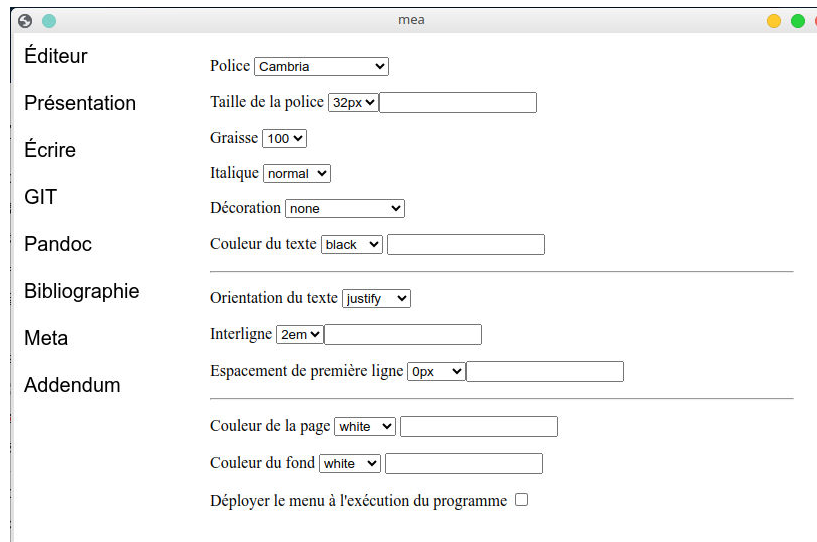 mea
Éditeur
Présentation
Écrire
GIT
Pandoc
Bibliographie
Meta
Addendum
Police Cambria
Taille de la police 32px
Graisse 100
Italique normal
Décoration none
Couleur du texte black
Orientation du texte justify
Interligne 2em
Espacement de première ligne 0px
Couleur de la page white
Couleur du fond white
Déployer le menu à l'exécution du programme